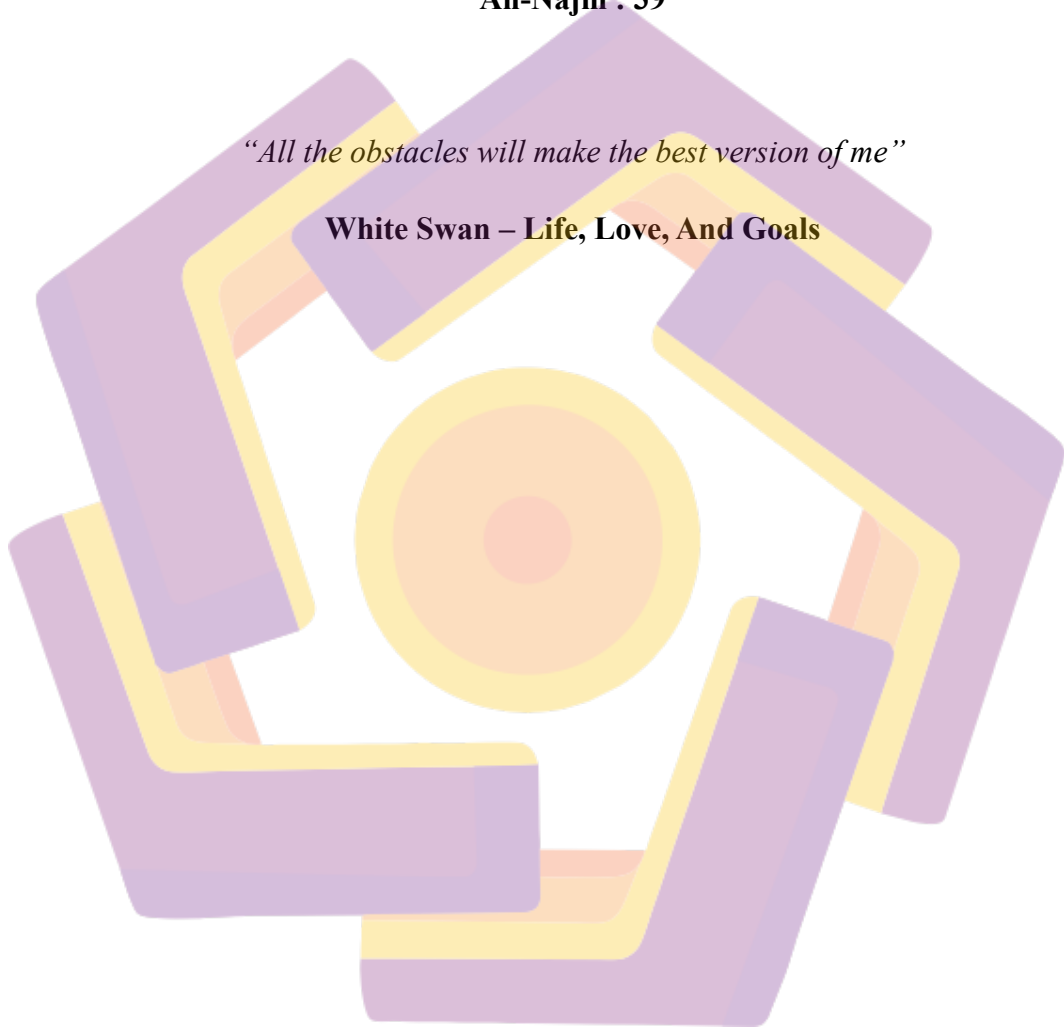 An-Najm : 39
“All the obstacles will make the best version of me”
White Swan – Life, Love, And Goals